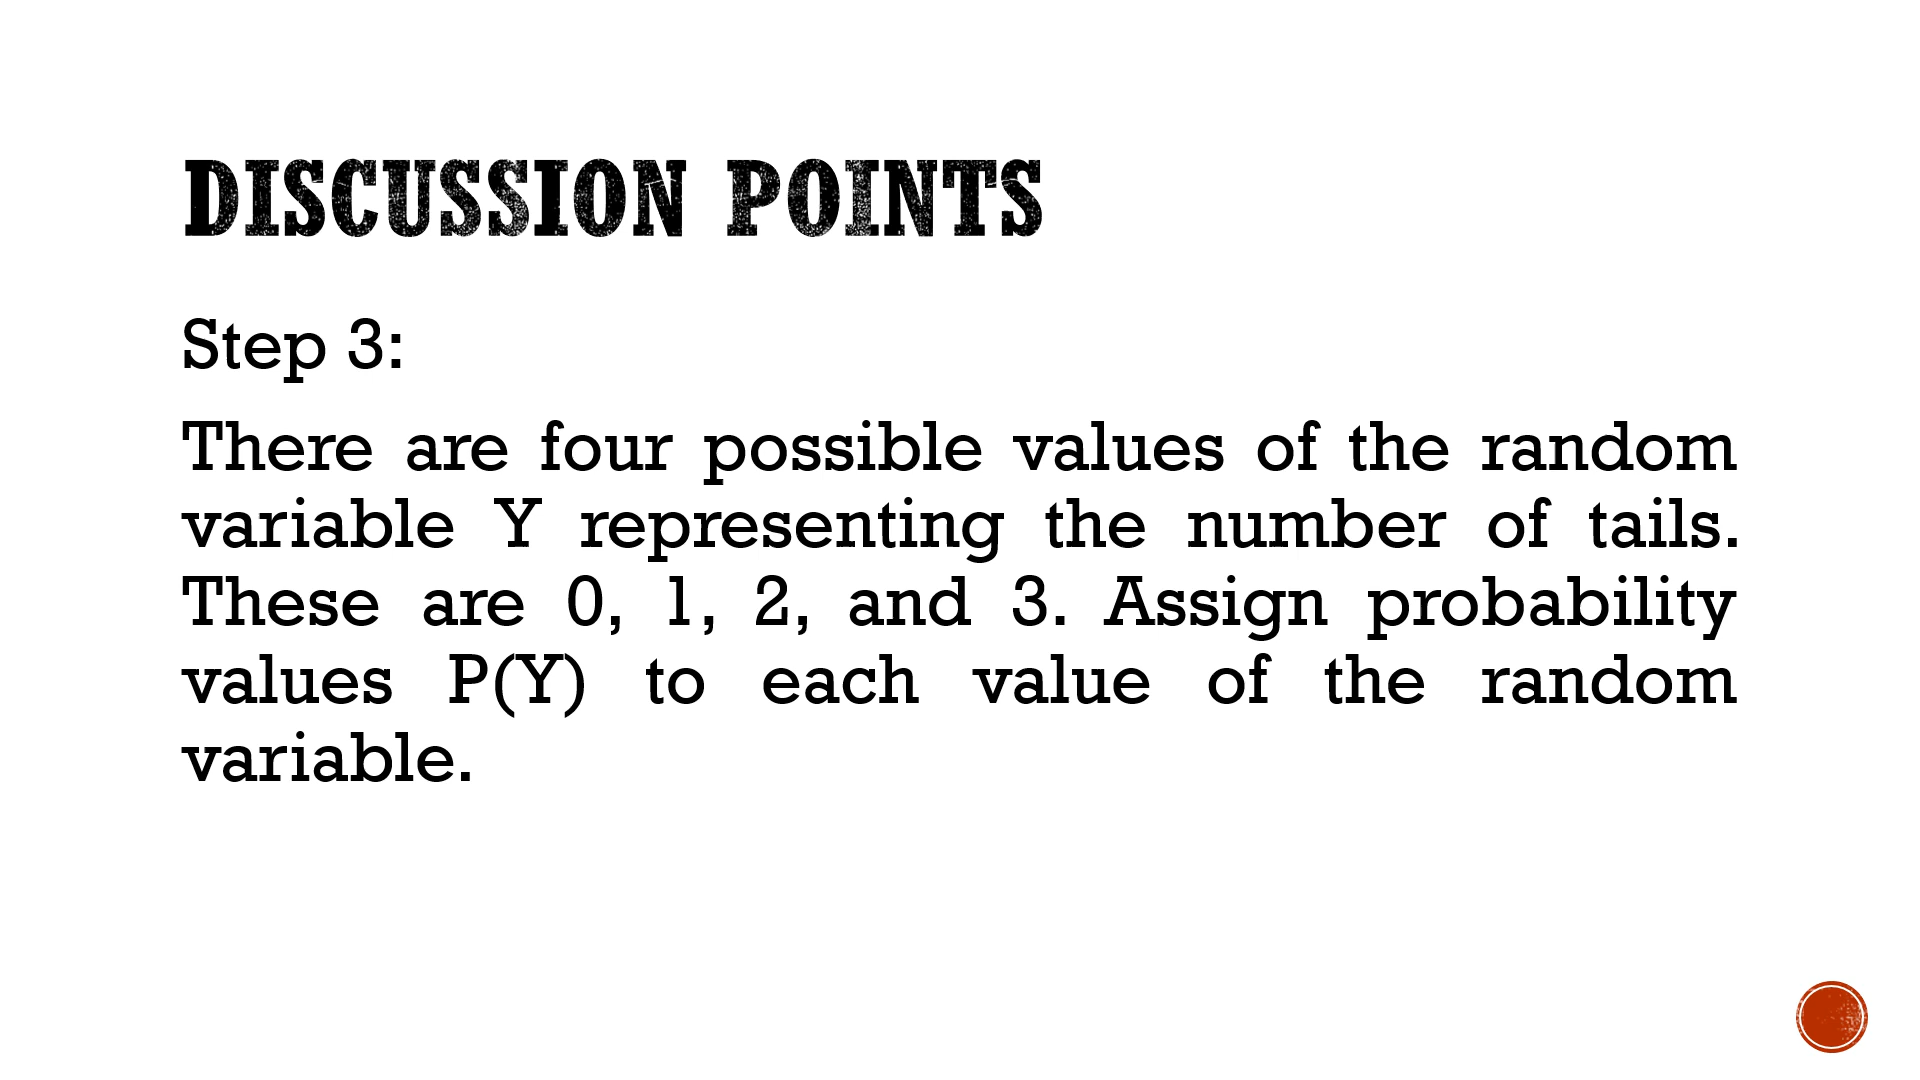 DISCUSSION POINTS
Step 3:
There are four possible values of the random
variable Y representing the number of tails.
These are 0, 1, 2, and 3. Assign probability
values P(Y) to each value of the random
variable.